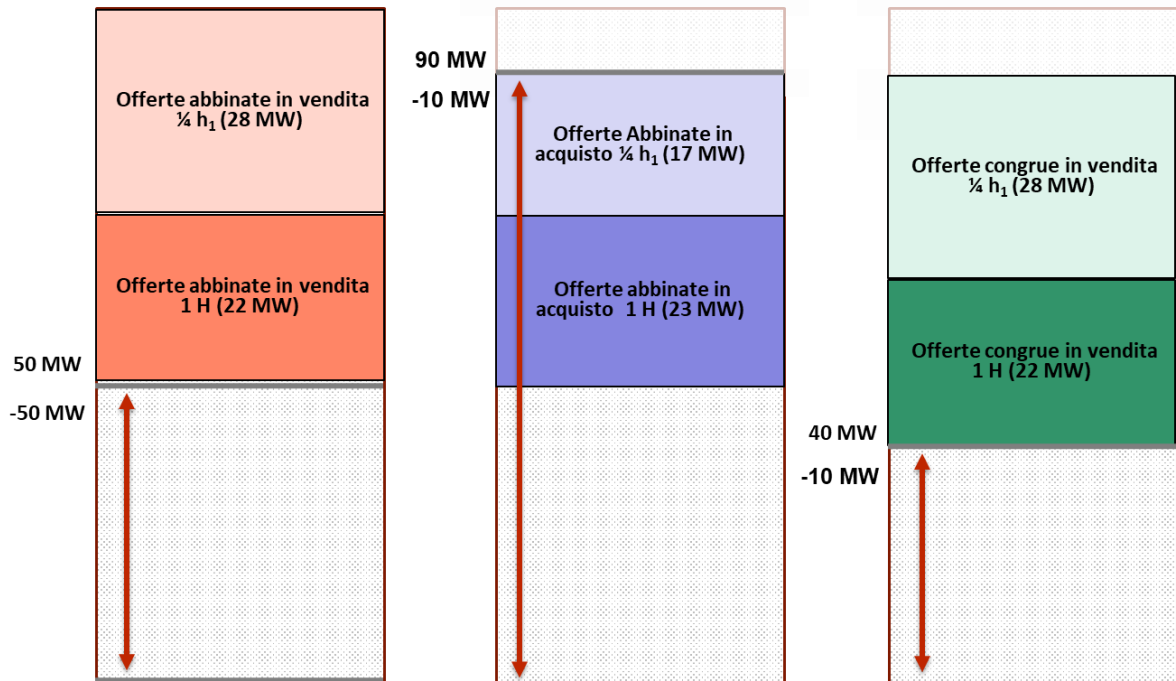 Offerte abbinate in vendita
¼ h₁ (28 MW)
Offerte abbinate in vendita
1 H (22 MW)
50 MW
-50 MW
90 MW
-10 MW
Offerte Abbinate in
acquisto ¼ h₁ (17 MW)
Offerte abbinate in
acquisto 1 H (23 MW)
Offerte congrue in vendita
¼ h₁ (28 MW)
Offerte congrue in vendita
1 H (22 MW)
40 MW
-10 MW